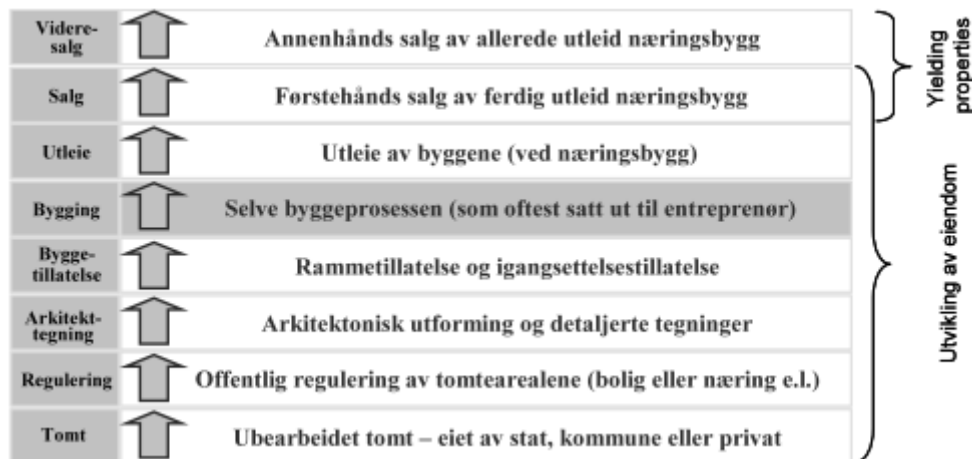 Videre-
salg
Annenhånds salg av allerede utleid næringsbygg
Salg
Førstehånds salg av ferdig utleid næringsbygg
Utleie
Utleie av byggene (ved næringsbygg)
Bygging
Selve byggeprosessen (som oftest satt ut til entreprenør)
Bygge-
tillatelse
Rammetillatelse og igangsettelsestillatelse
Arkitekt-
tegning
Arkitektonisk utforming og detaljerte tegninger
Regulering
Offentlig regulering av tomtearealene (bolig eller næring e.l.)
Tomt
Ubearbeidet tomt – eiet av stat, kommune eller privat
Yielding
properties
Utvikling av eiendom